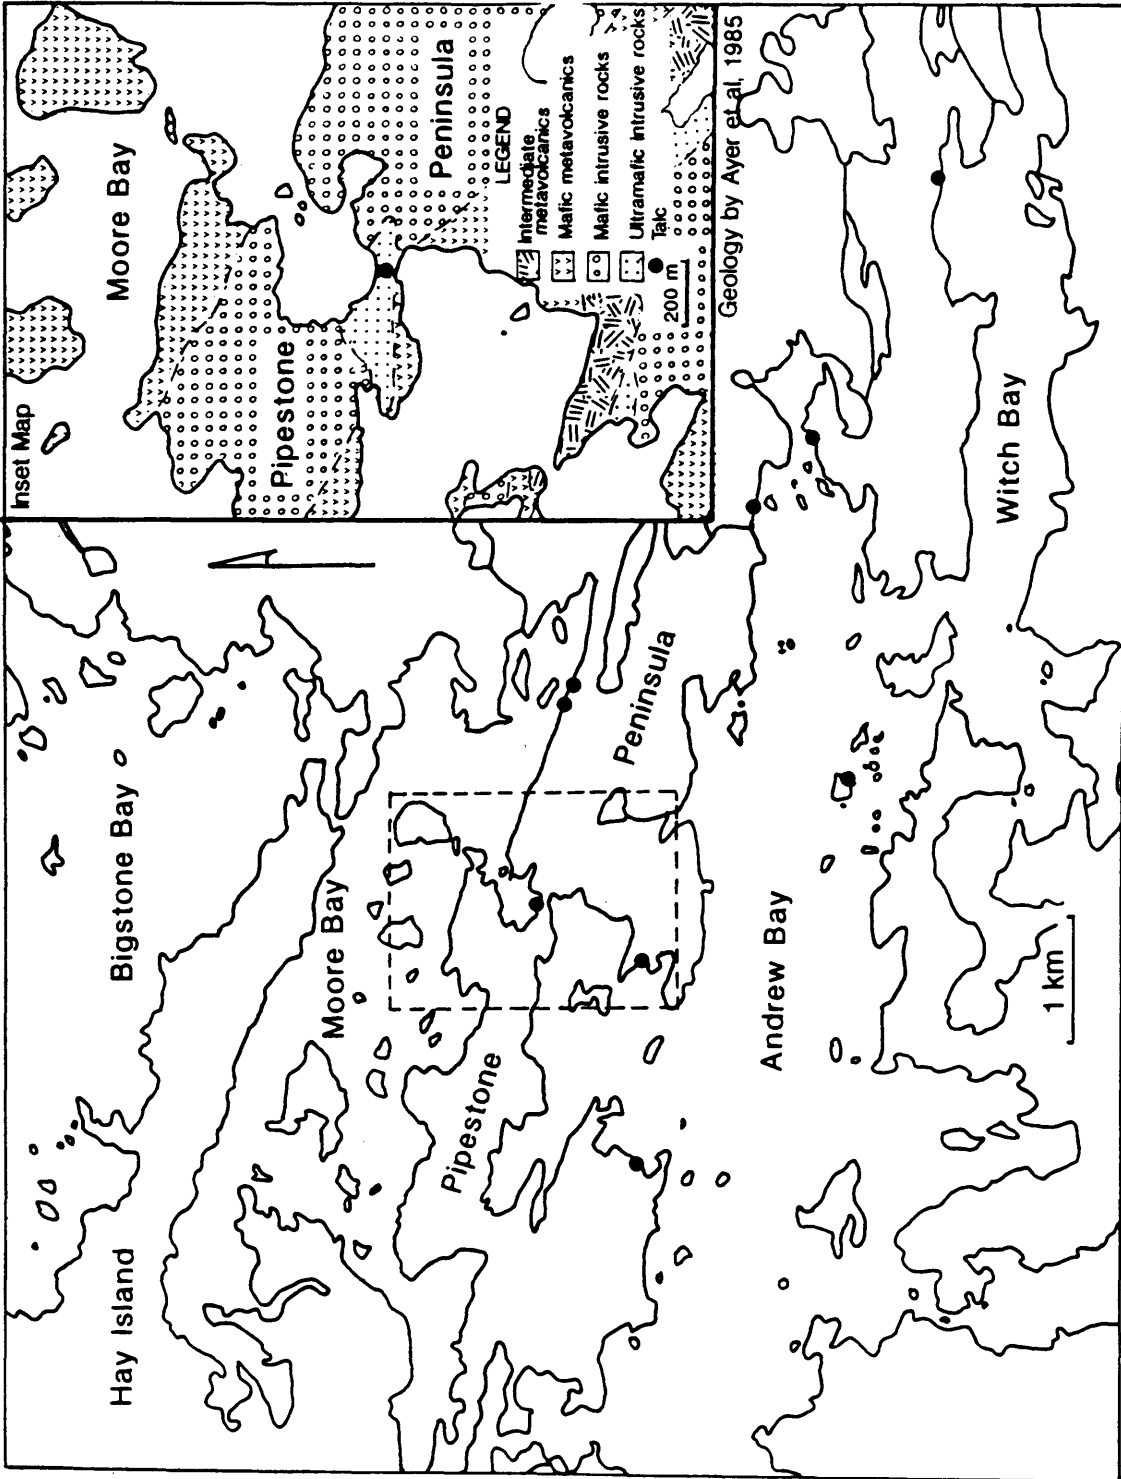 Inset Map
Moore Bay
Pipestone
Peninsula
LEGEND
Intermediate
metavolcanics
Mafic metavolcanics
Mafic intrusive rocks
Ultramafic intrusive rocks
Talc
200 m
Geology by Ayer et al, 1985
Hay Island
Bigstone Bay
Moore Bay
Pipestone
Peninsula
Andrew Bay
Witch Bay
1 km